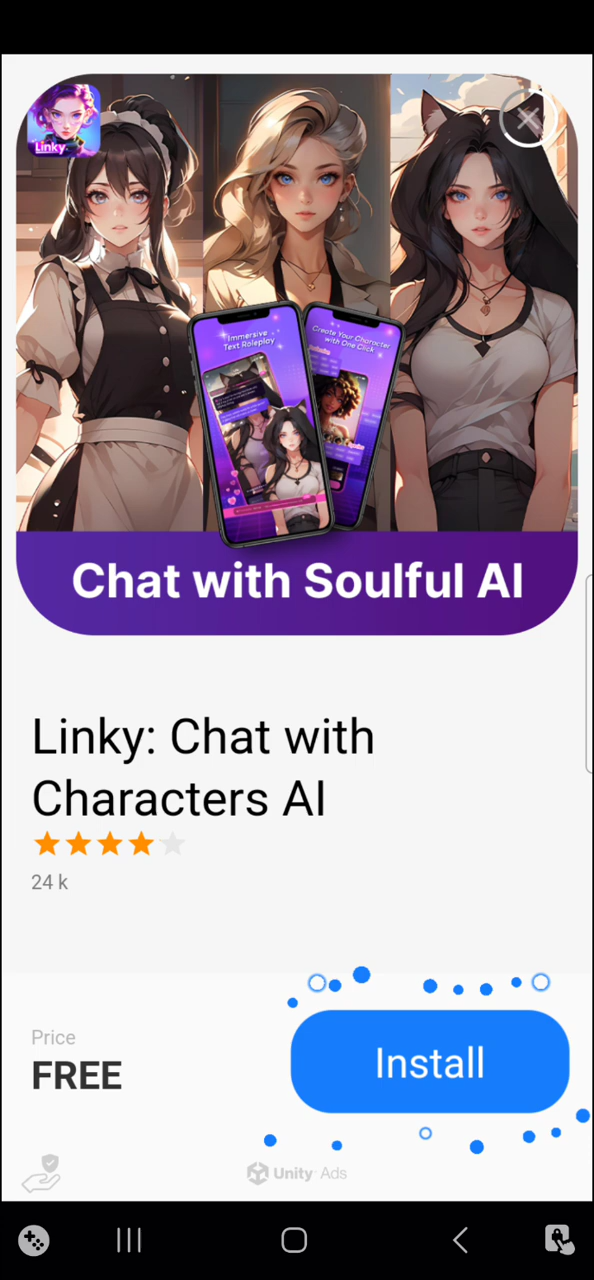 Linky
Immersive
Text Roleplay
Create Your Character
with One Click
Chat with Soulful AI
Linky: Chat with
Characters AI
24 k
Price
FREE
Install
Unity Ads